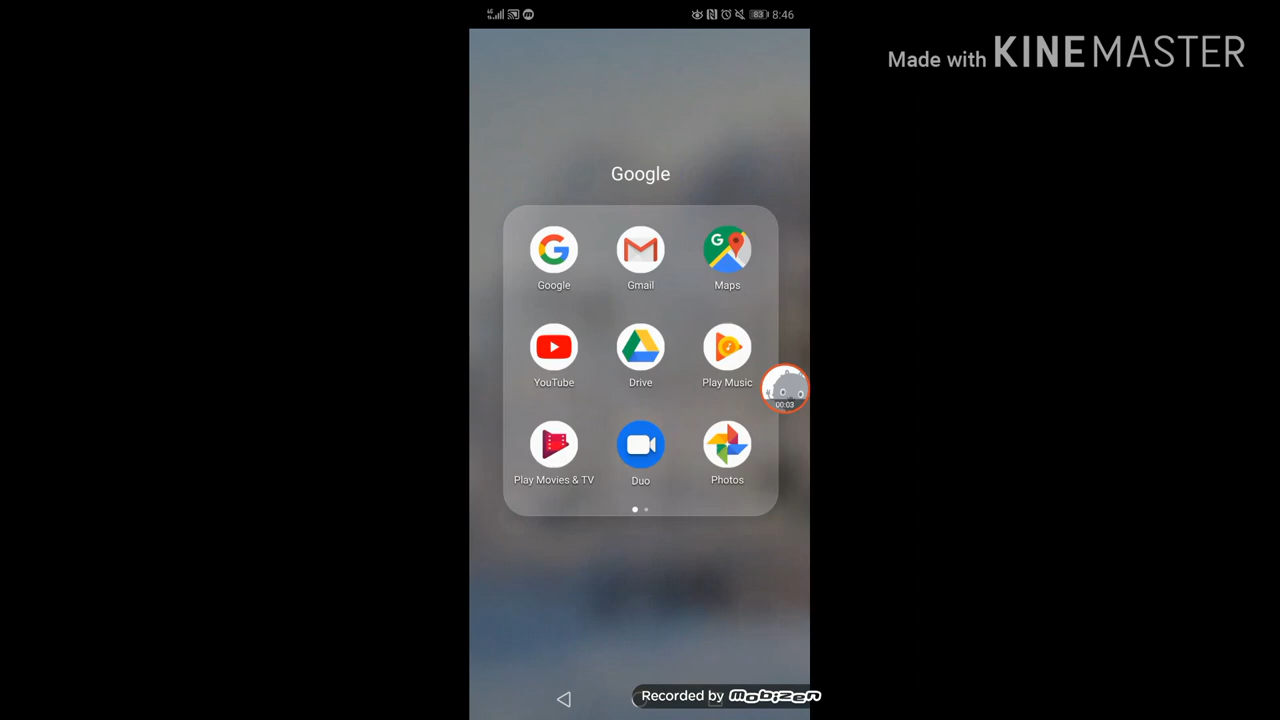 83 8:46
Made with KINEMASTER
Google
G
Google Gmail Maps
YouTube Drive Play Music
00:03
Play Movies & TV Duo Photos
Recorded by mobizen